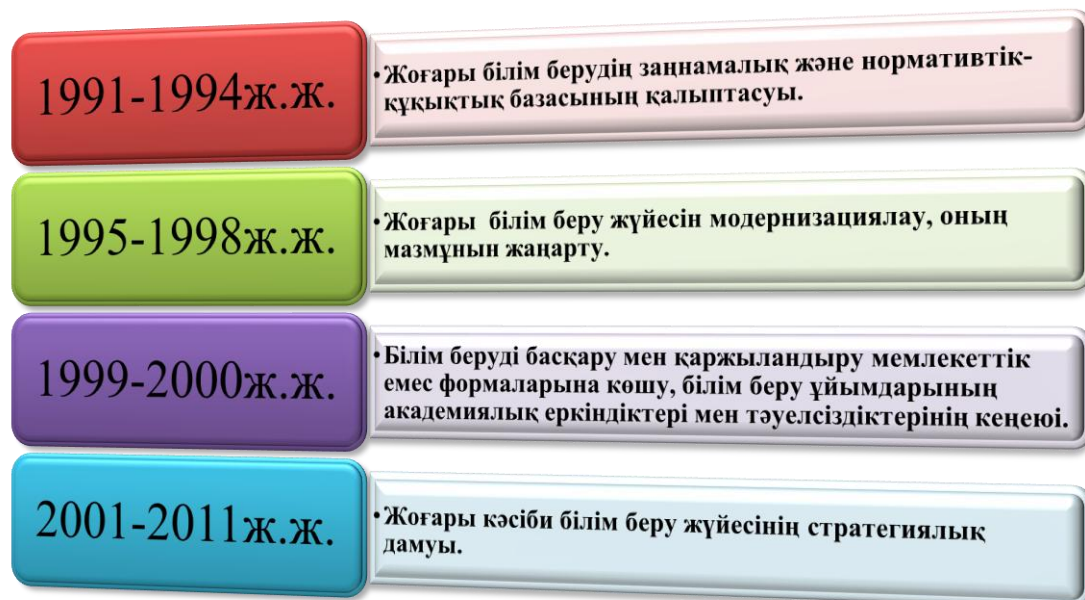 1991-1994ж.ж.
•Жоғары білім берудің заңнамалық және нормативтік-
құқықтық базасының қалыптасуы.
1995-1998ж.ж.
•Жоғары білім беру жүйесін модернизациялау, оның
мазмұнын жаңарту.
1999-2000ж.ж.
•Білім беруді басқару мен қаржыландыру мемлекеттік
емес формаларына көшу, білім беру ұйымдарының
академиялық еркіндіктері мен тәуелсіздіктерінің кеңеюі.
2001-2011ж.ж.
•Жоғары кәсіби білім беру жүйесінің стратегиялық
дамуы.